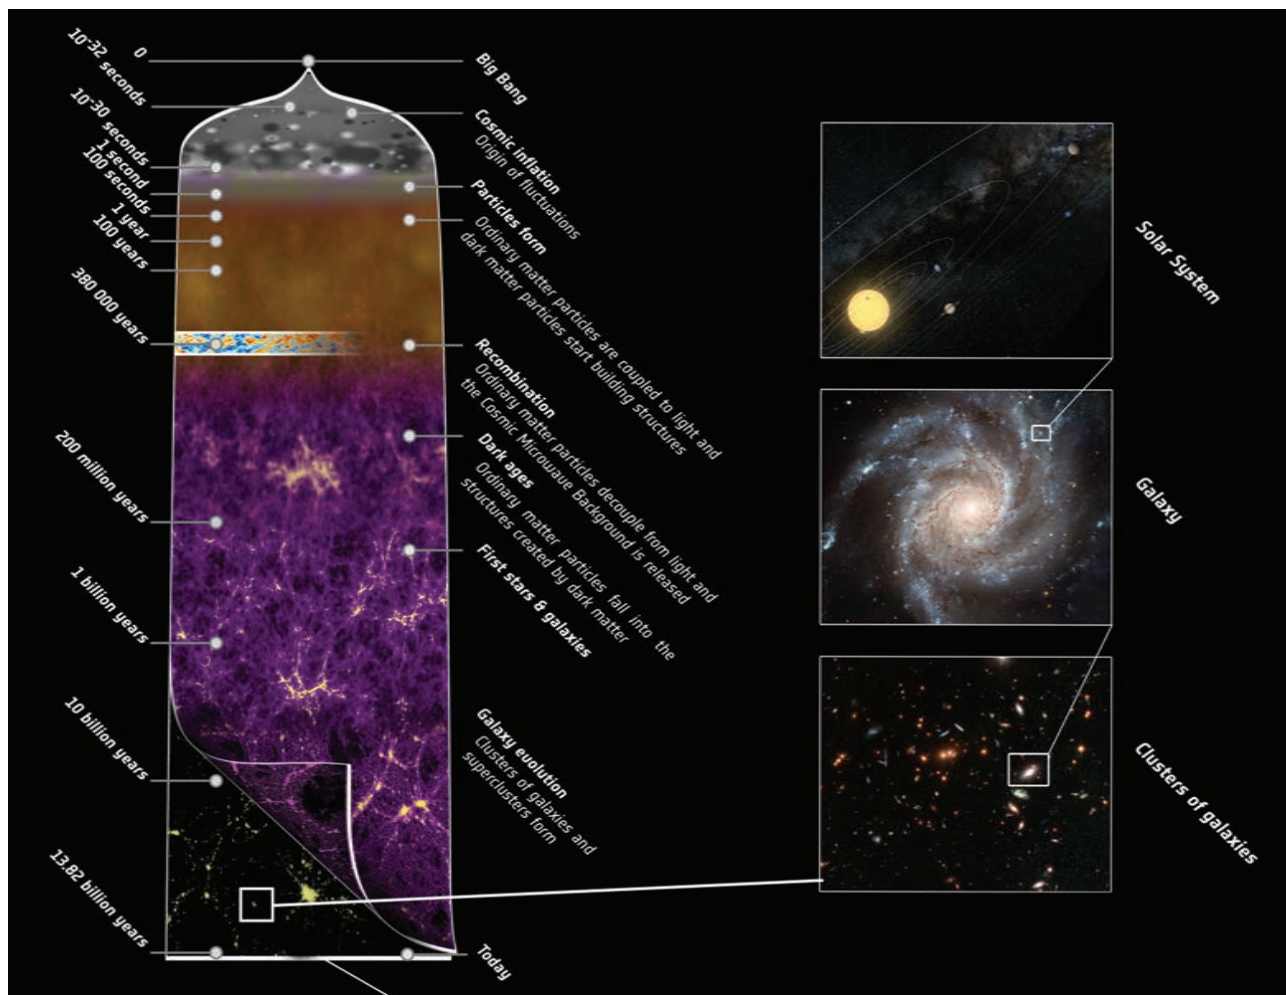 0
10-32 seconds
10-30 seconds
1 second
100 seconds
1 year
100 years
380 000 years
200 million years
1 billion years
10 billion years
13.82 billion years
Big Bang
Cosmic inflation
Origin of fluctuations
Particles form
Ordinary matter particles are coupled to light and
dark matter particles start building structures
Recombination
Ordinary matter particles decouple from light and
the Cosmic Microwave Background is released
Dark ages
Ordinary matter particles fall into the
structures created by dark matter
First stars & galaxies
Galaxy evolution
Clusters of galaxies and
superclusters form
Today
Solar System
Galaxy
Clusters of galaxies